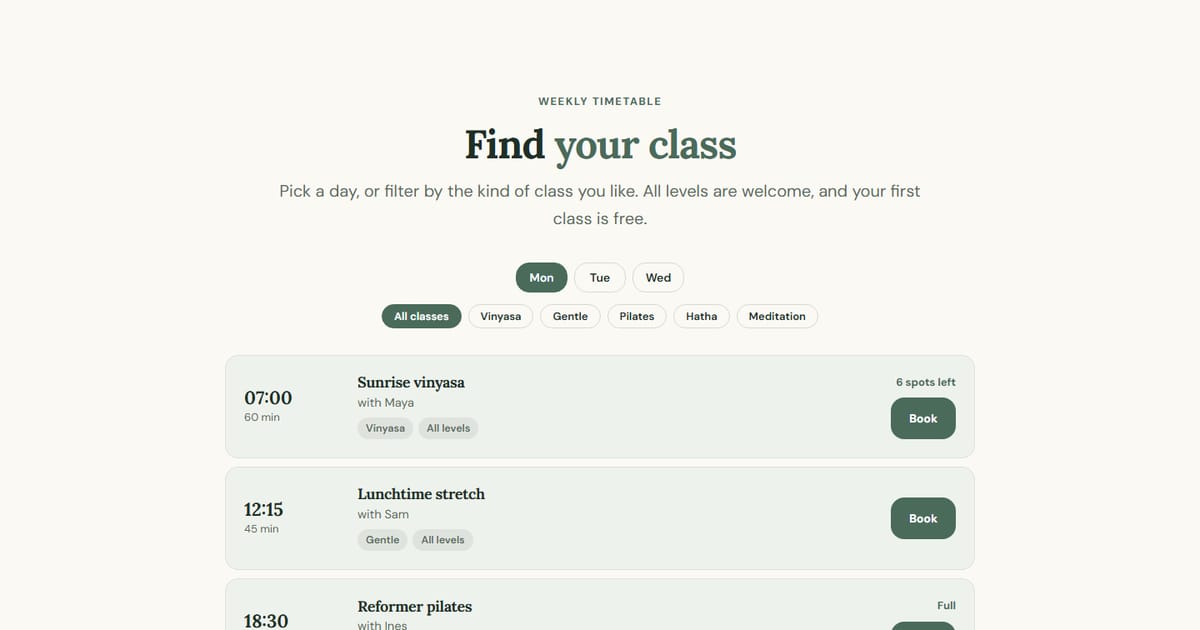 WEEKLY TIMETABLE
Find your class
Pick a day, or filter by the kind of class you like. All levels are welcome, and your first
class is free.
Mon Tue Wed
All classes Vinyasa Gentle Pilates Hatha Meditation
07:00
60 min
Sunrise vinyasa
with Maya
Vinyasa All levels
6 spots left
Book
12:15
45 min
Lunchtime stretch
with Sam
Gentle All levels
Book
18:30
Reformer pilates
with Ines
Full